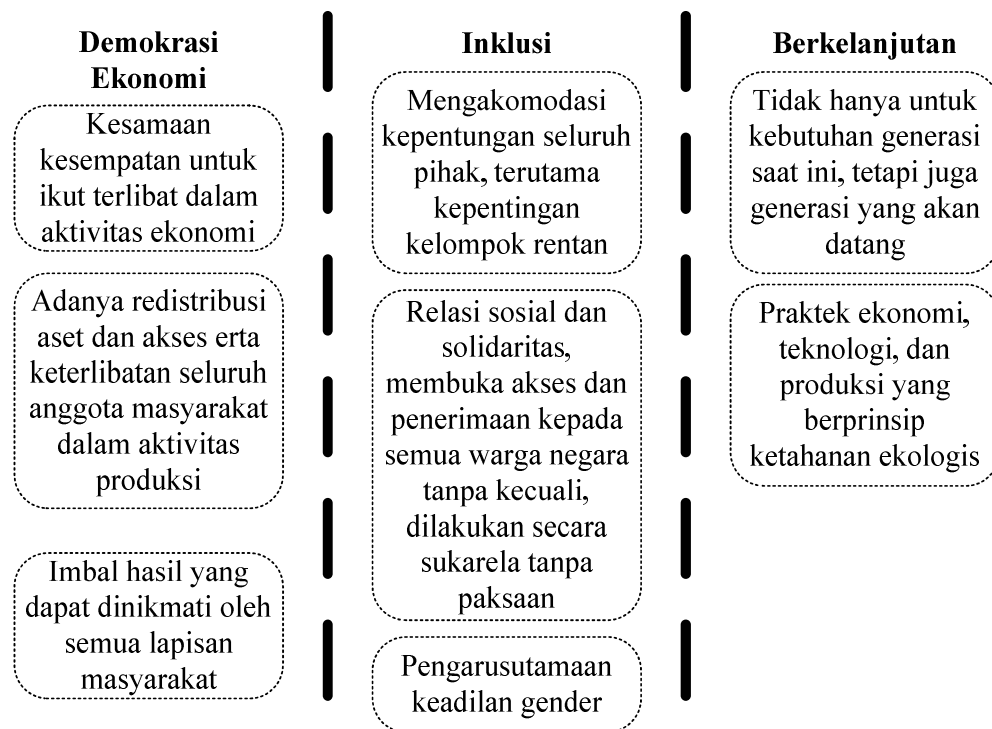 Demokrasi
Ekonomi
Kesamaan
kesempatan untuk
ikut terlibat dalam
aktivitas ekonomi
Adanya redistribusi
aset dan akses erta
keterlibatan seluruh
anggota masyarakat
dalam aktivitas
produksi
Imbal hasil yang
dapat dinikmati oleh
semua lapisan
masyarakat
Inklusi
Mengakomodasi
kepentungan seluruh
pihak, terutama
kepentingan
kelompok rentan
Relasi sosial dan
solidaritas,
membuka akses dan
penerimaan kepada
semua warga negara
tanpa kecuali,
dilakukan secara
sukarela tanpa
paksaan
Pengarusutamaan
keadilan gender
Berkelanjutan
Tidak hanya untuk
kebutuhan generasi
saat ini, tetapi juga
generasi yang akan
datang
Praktek ekonomi,
teknologi, dan
produksi yang
berprinsip
ketahanan ekologis